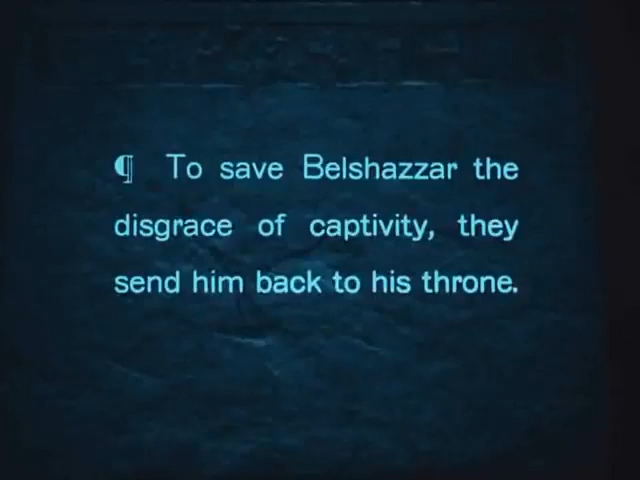 ¶ To save Belshazzar the
disgrace of captivity, they
send him back to his throne.